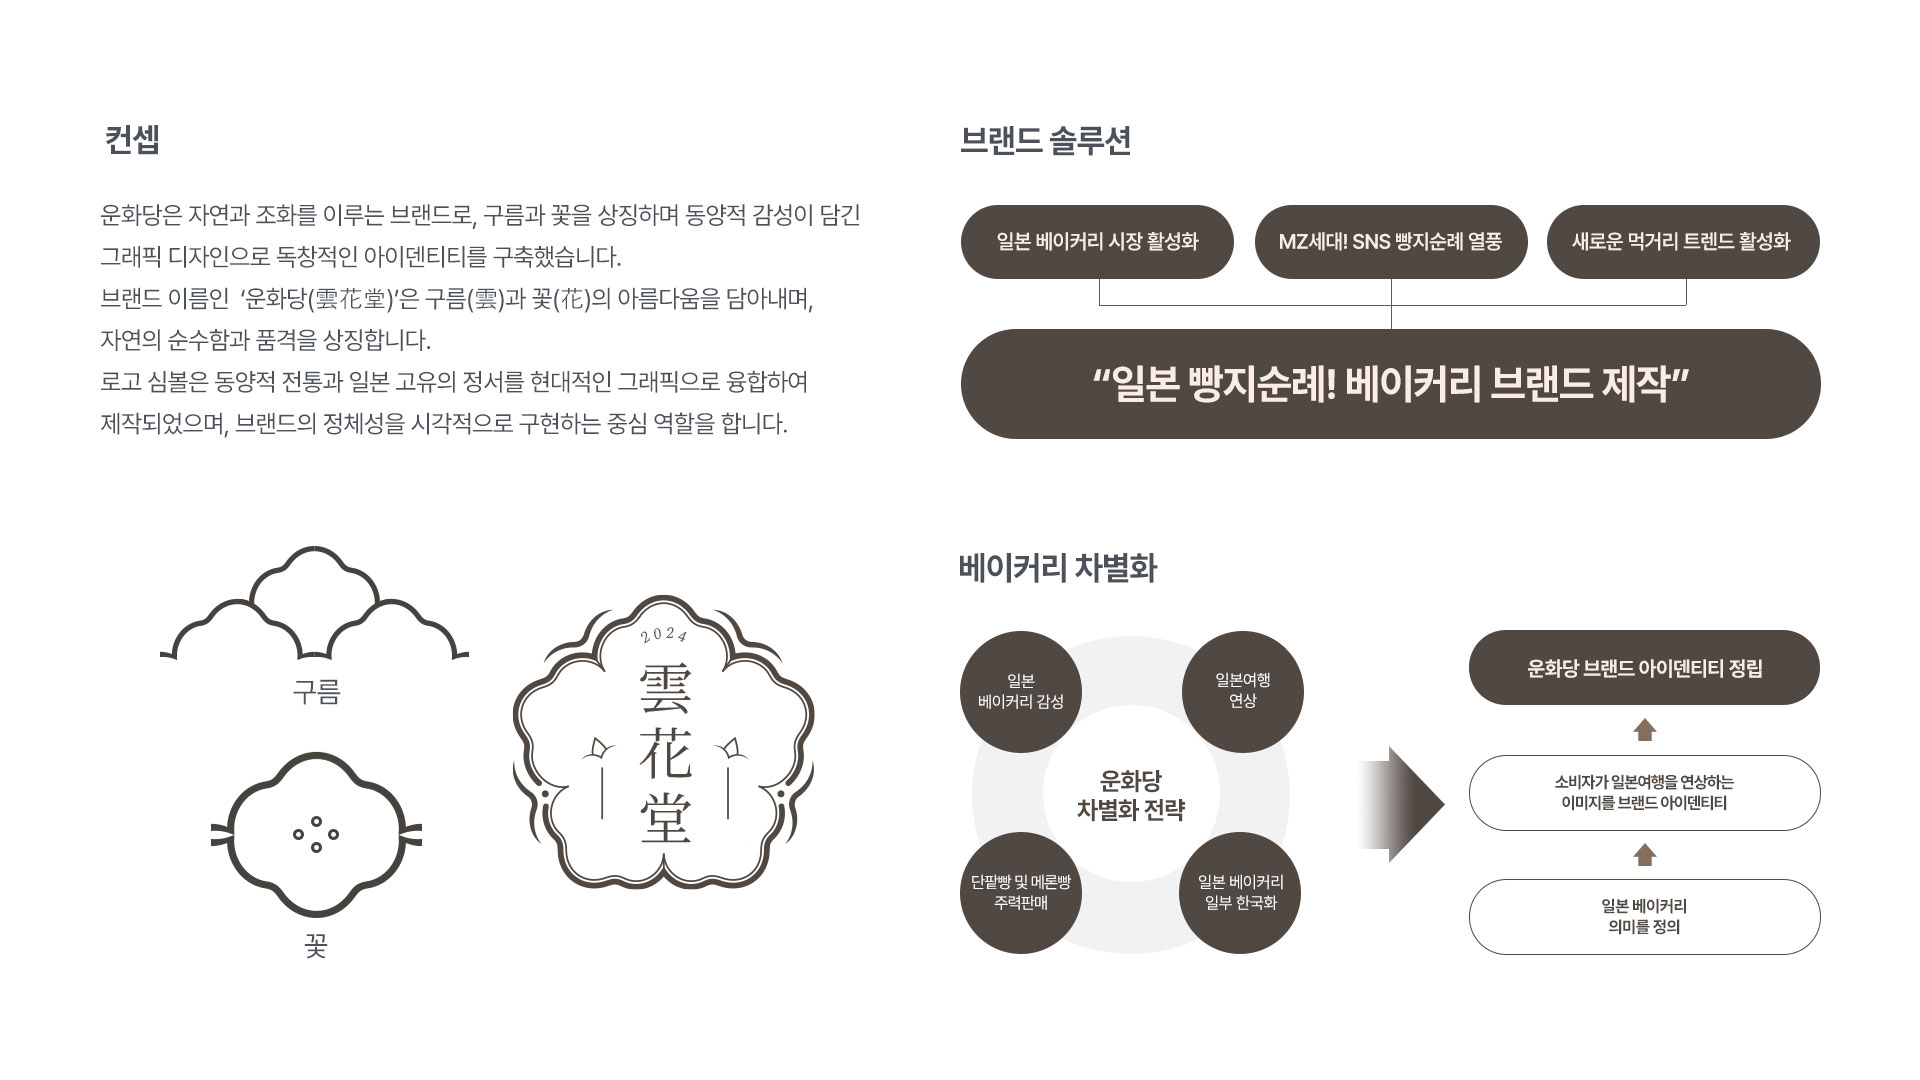 컨셉
운화당은 자연과 조화를 이루는 브랜드로, 구름과 꽃을 상징하며 동양적 감성이 담긴
그래픽 디자인으로 독창적인 아이덴티티를 구축했습니다.
브랜드 이름인 ‘운화당(雲花堂)’은 구름(雲)과 꽃(花)의 아름다움을 담아내며,
자연의 순수함과 품격을 상징합니다.
로고 심볼은 동양적 전통과 일본 고유의 정서를 현대적인 그래픽으로 융합하여
제작되었으며, 브랜드의 정체성을 시각적으로 구현하는 중심 역할을 합니다.
구름
꽃
2024
雲
花
堂
브랜드 솔루션
일본 베이커리 시장 활성화
MZ세대! SNS 빵지순례 열풍
새로운 먹거리 트렌드 활성화
“일본 빵지순례! 베이커리 브랜드 제작”
베이커리 차별화
일본
베이커리 감성
일본여행
연상
운화당
차별화 전략
단팥빵 및 메론빵
주력판매
일본 베이커리
일부 한국화
운화당 브랜드 아이덴티티 정립
소비자가 일본여행을 연상하는
이미지를 브랜드 아이덴티티
일본 베이커리
의미를 정의